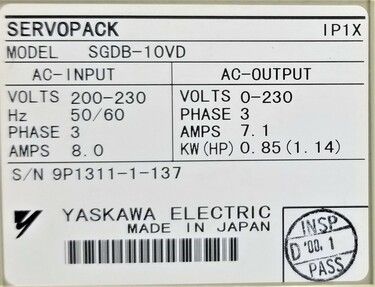 SERVOPACK IP1X
MODEL SGDB-10VD
AC-INPUT AC-OUTPUT
VOLTS 200-230 VOLTS 0-230
Hz 50/60 PHASE 3
PHASE 3 AMPS 7.1
AMPS 8.0 KW(HP) 0.85(1.14)
S/N 9P1311-1-137
YASKAWA ELECTRIC
MADE IN JAPAN
INSP
D '00.1
PASS